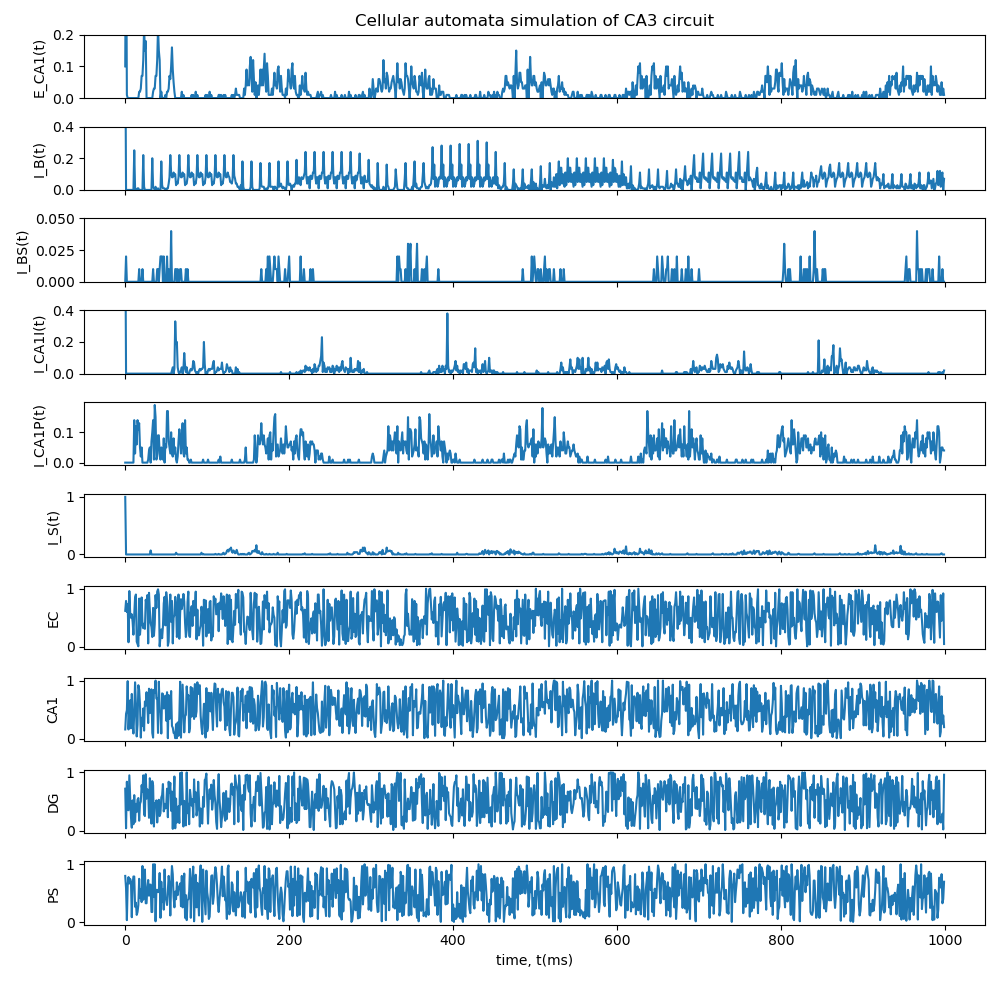 Cellular automata simulation of CA3 circuit
E_CA1(t)
0.2
0.1
0.0
I_B(t)
0.4
0.2
0.0
I_BS(t)
0.050
0.025
0.000
I_CA1I(t)
0.4
0.2
0.0
I_CA1P(t)
0.1
0.0
I_S(t)
1
0
EC
1
0
CA1
1
0
DG
1
0
PS
1
0
0 200 400 600 800 1000
time, t(ms)